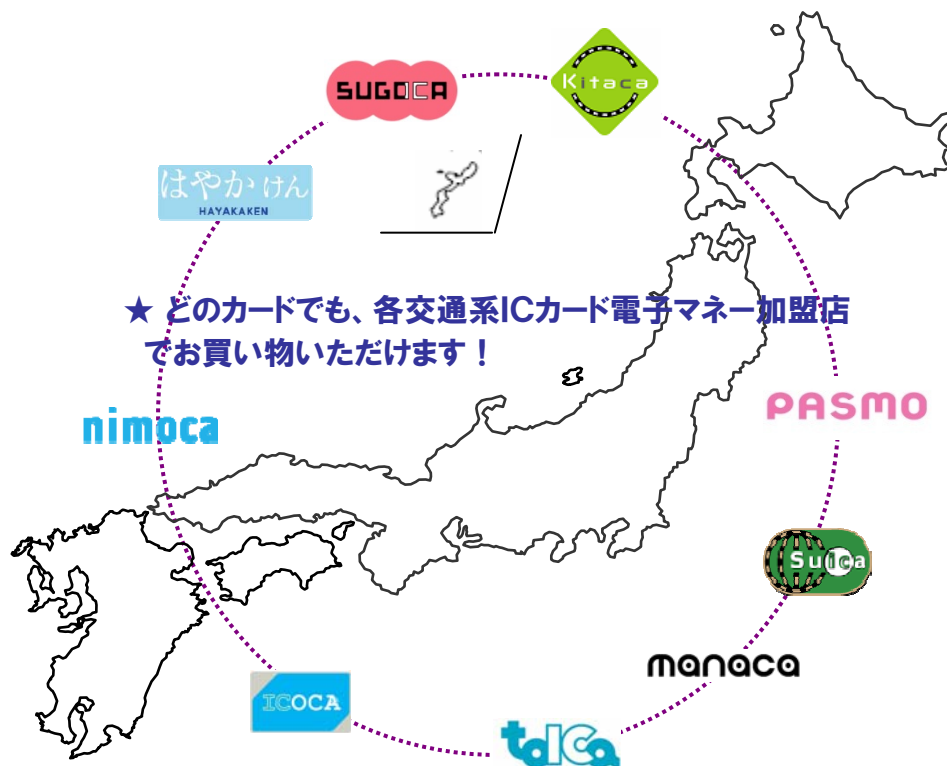 SUGOCA
Kitaca
はやかけん
HAYAKAKEN
★ どのカードでも、各交通系ICカード電子マネー加盟店
でお買い物いただけます！
PASMO
nimoca
Suica
manaca
ICOCA
toICa